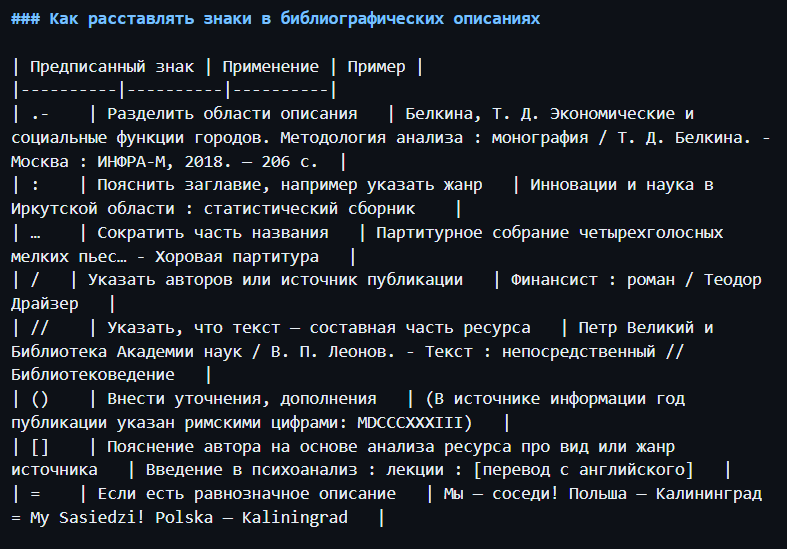 ### Как расставлять знаки в библиографических описаниях
| Предписанный знак | Применение | Пример |
|----------|----------|----------|
| .-    | Разделить области описания   | Белкина, Т. Д. Экономические и
социальные функции городов. Методология анализа : монография / Т. Д. Белкина. -
Москва : ИНФРА-М, 2018. – 206 с.  |
| :    | Пояснить заглавие, например указать жанр   | Инновации и наука в
Иркутской области : статистический сборник    |
| …    | Сократить часть названия   | Партитурное собрание четырехголосных
мелких пьес… - Хоровая партитура   |
| /   | Указать авторов или источник публикации   | Финансист : роман / Теодор
Драйзер   |
| //    | Указать, что текст – составная часть ресурса   | Петр Великий и
Библиотека Академии наук / В. П. Леонов. - Текст : непосредственный //
Библиотековедение   |
| ()    | Внести уточнения, дополнения   | (В источнике информации год
публикации указан римскими цифрами: MDCCCXXXIII)   |
| []    | Пояснение автора на основе анализа ресурса про вид или жанр
источника   | Введение в психоанализ : лекции : [перевод с английского]   |
| =    | Если есть равнозначное описание   | Мы – соседи! Польша – Калининград
= My Sasiedzi! Polska – Kaliningrad   |